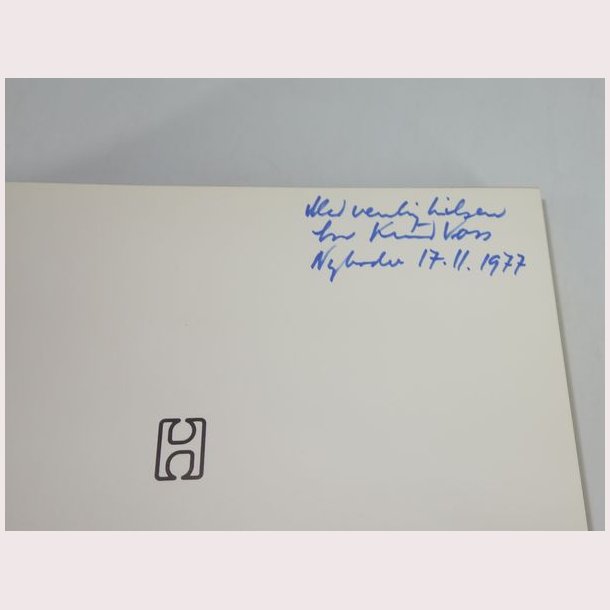 Med venlig hilsen
fra Knud Voss
Nyboder 17.11.1977
H